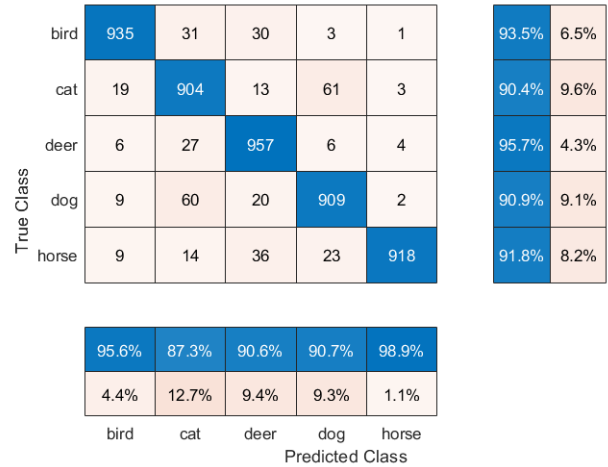 bird 935 31 30 3 1 93.5% 6.5%
cat 19 904 13 61 3 90.4% 9.6%
deer 6 27 957 6 4 95.7% 4.3%
dog 9 60 20 909 2 90.9% 9.1%
horse 9 14 36 23 918 91.8% 8.2%
True Class
95.6% 87.3% 90.6% 90.7% 98.9%
4.4% 12.7% 9.4% 9.3% 1.1%
bird cat deer dog horse
Predicted Class